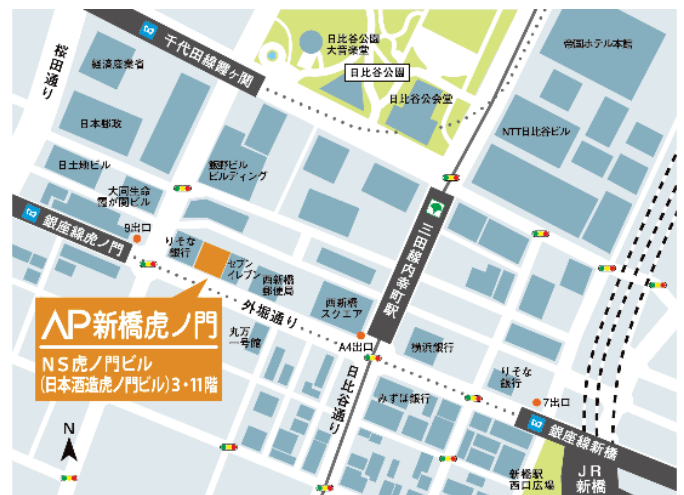 桜田通り
千代田線霞ヶ関
経済産業省
日比谷公園
大音楽堂
日比谷公園
日比谷公会堂
帝国ホテル本館
日本郵政
NTT日比谷ビル
日土地ビル
飯野ビル
ビルディング
大同生命
霞が関ビル
銀座線虎ノ門
9出口
りそな
銀行
セブン
イレブン
西新橋
郵便局
三田線内幸町駅
外堀通り
西新橋
スクエア
AP新橋虎ノ門
NS虎ノ門ビル
(日本酒造虎ノ門ビル)3・11階
丸万
一号館
A4出口
横浜銀行
日比谷通り
みずほ銀行
りそな
銀行
7出口
銀座線新橋
N
新橋駅
西口広場
JR
新橋